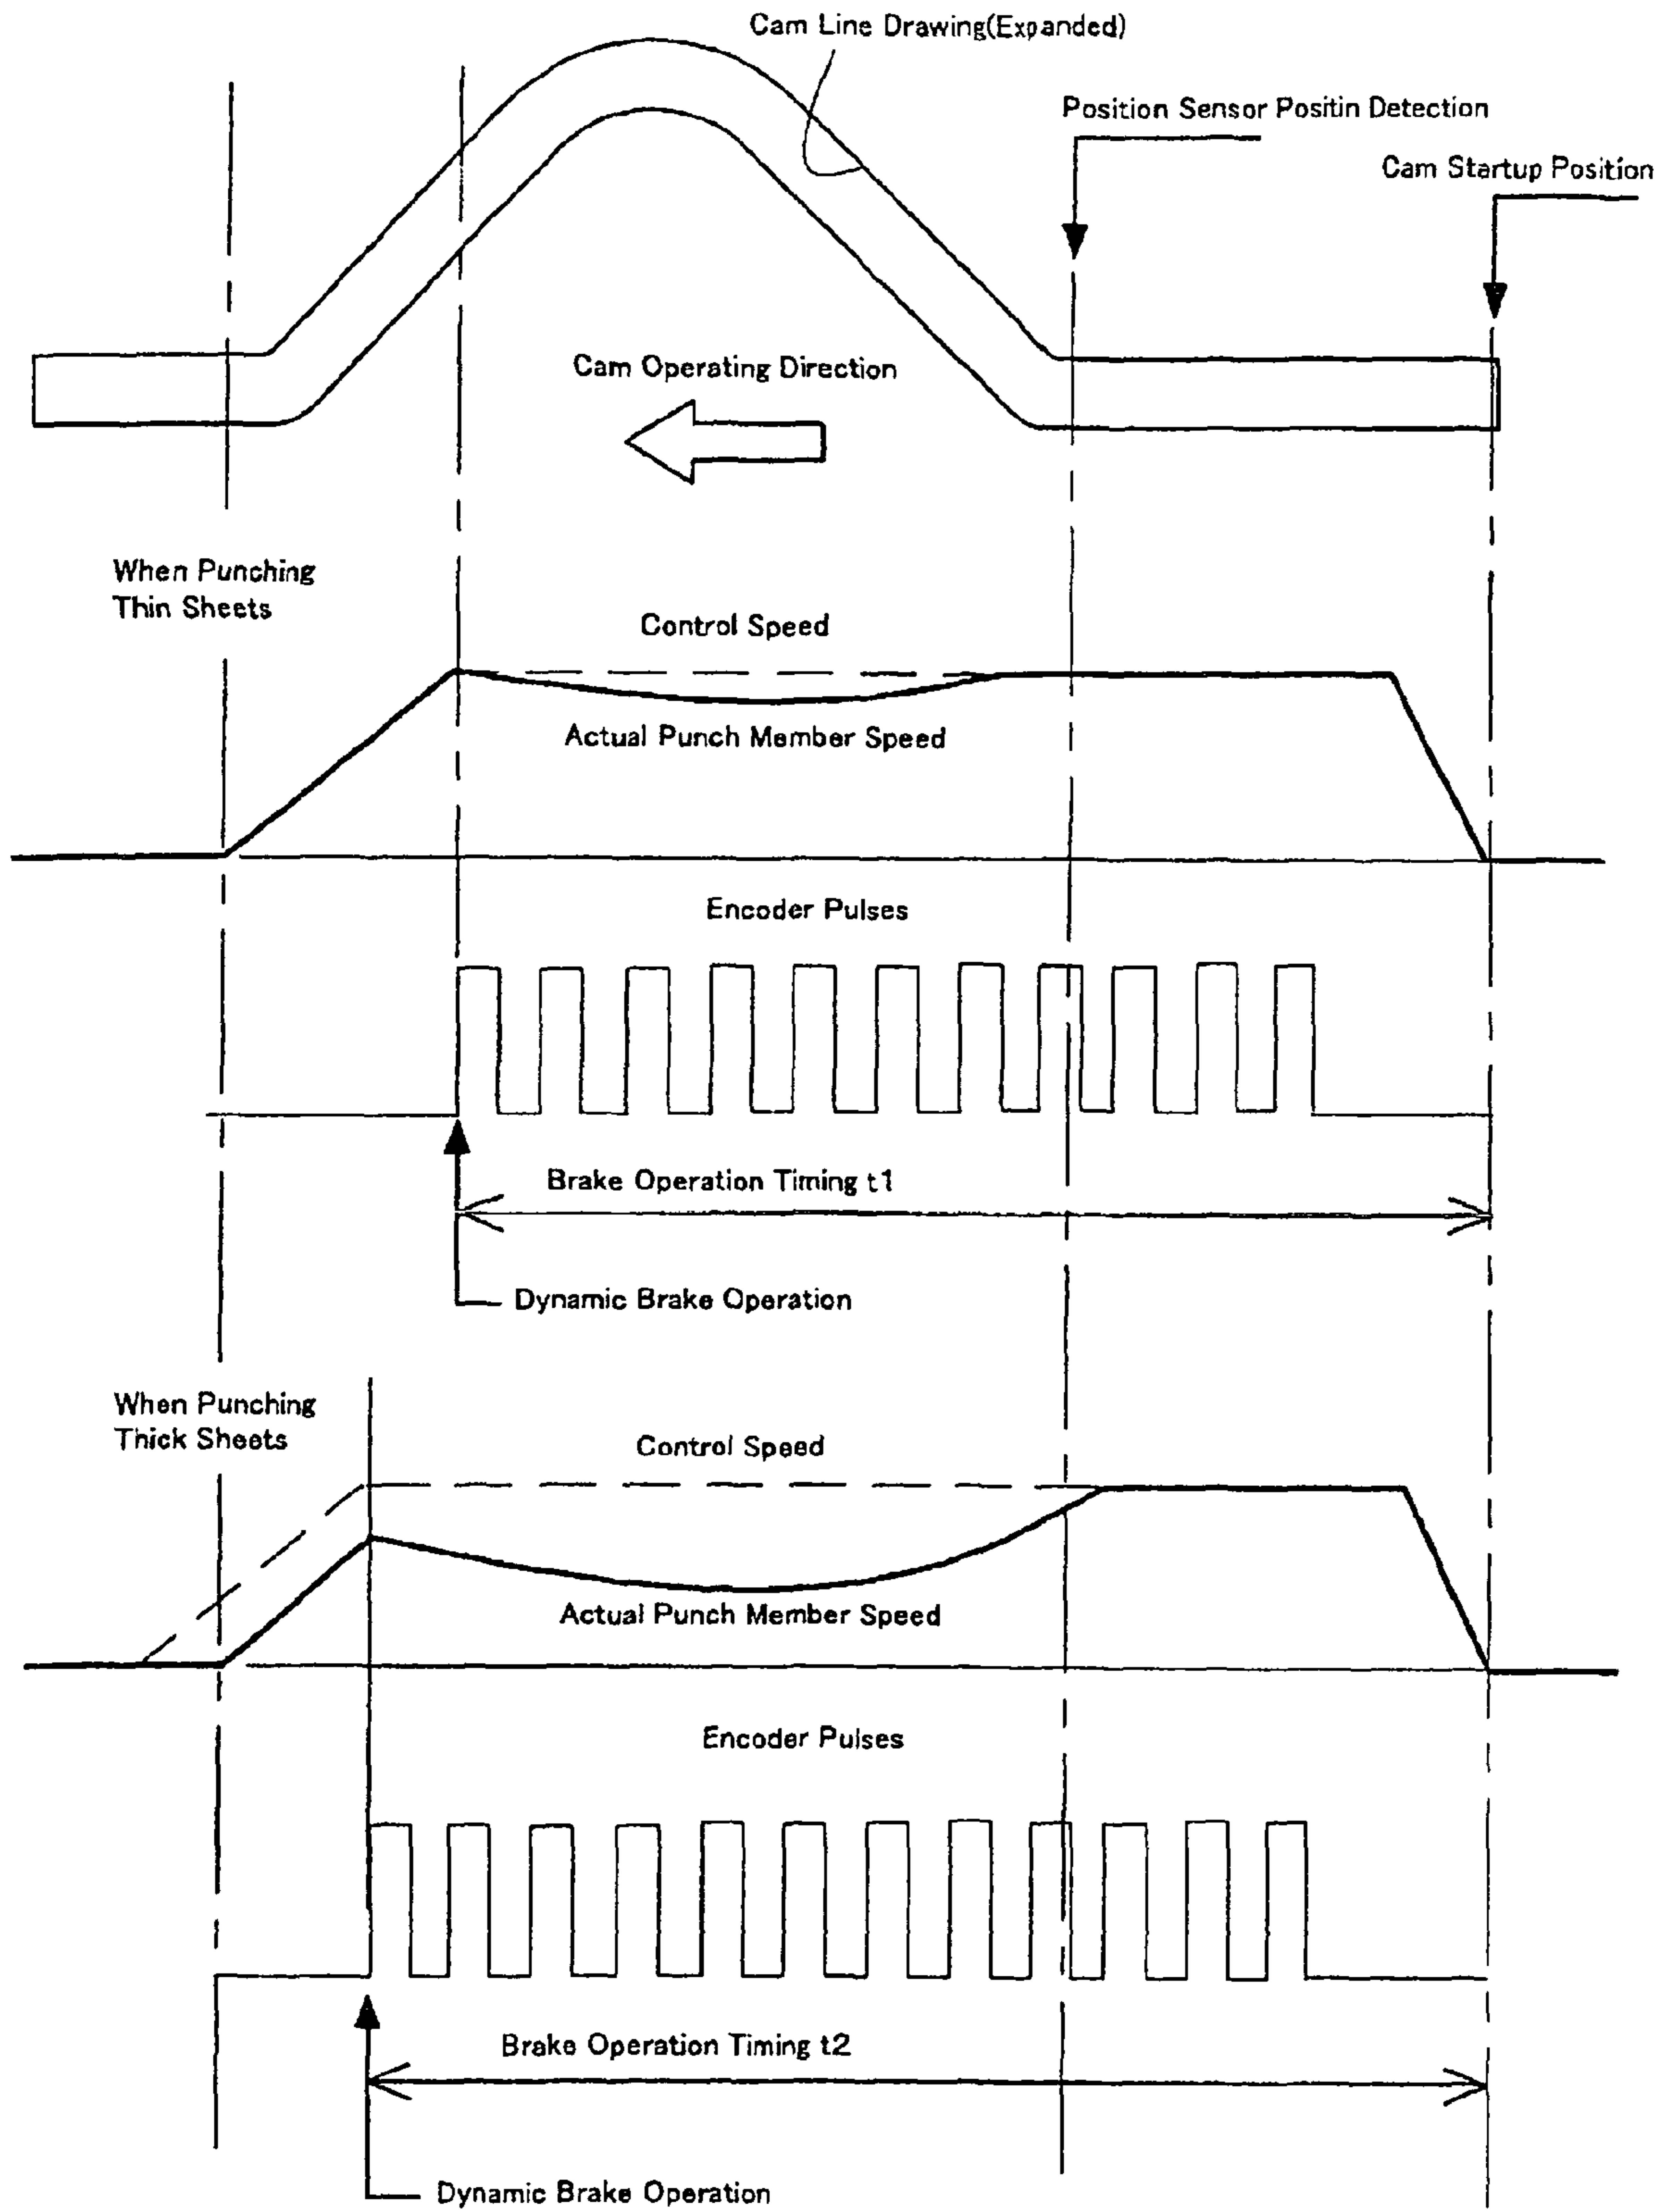 Cam Line Drawing(Expanded)
Position Sensor Positin Detection
Cam Startup Position
Cam Operating Direction
When Punching
Thin Sheets
Control Speed
Actual Punch Member Speed
Encoder Pulses
Brake Operation Timing t1
Dynamic Brake Operation
When Punching
Thick Sheets
Control Speed
Actual Punch Member Speed
Encoder Pulses
Brake Operation Timing t2
Dynamic Brake Operation